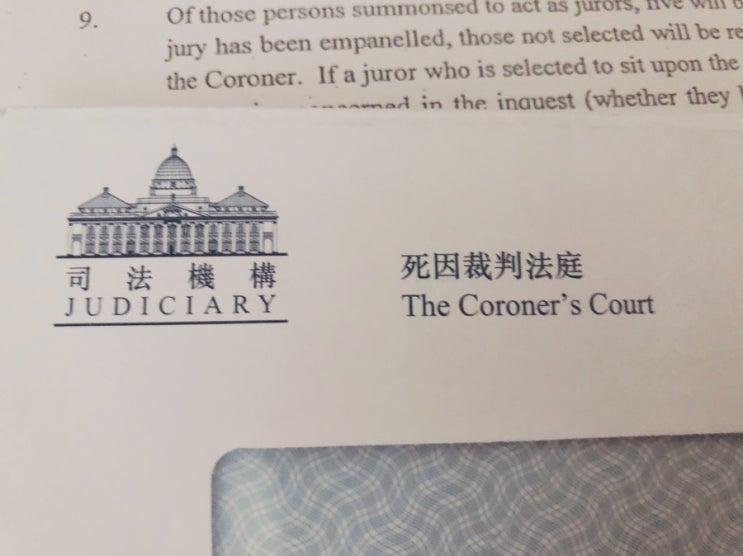 9. Of those persons summonsed to act as jurors, five will
jury has been empanelled, those not selected will be
the Coroner. If a juror who is selected to sit upon the
in the inquest (whether they
司法機構
JUDICIARY
死因裁判法庭
The Coroner's Court